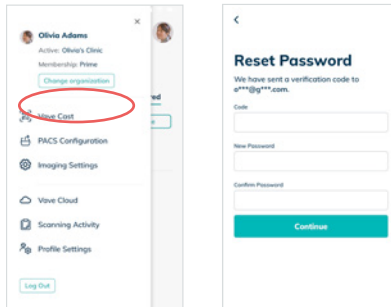 Olivia Adams
Active: Olivia's Clinic
Membership: Prime
Change organization
Vave Cast
PACS Configuration
Imaging Settings
Vave Cloud
Scanning Activity
Profile Settings
Log Out
Reset Password
We have sent a verification code to
o***@g***.com.
Code
New Password
Confirm Password
Continue